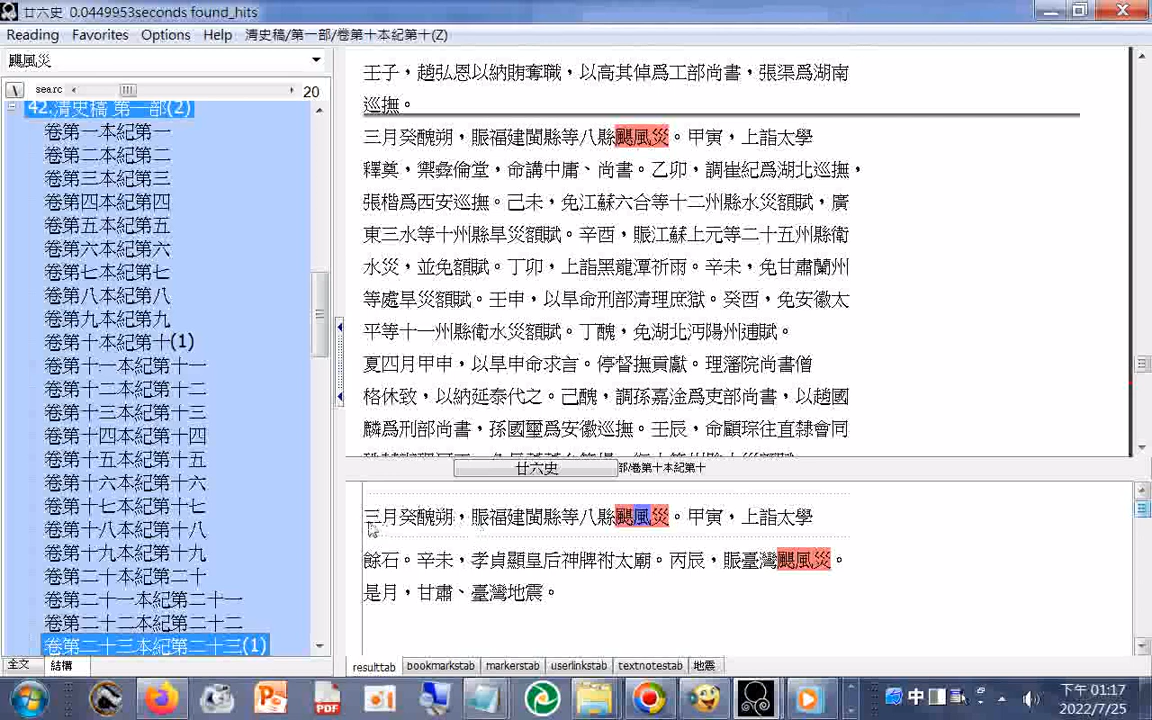 廿六史 0.0449953seconds found_hits
Reading Favorites Options Help 清史稿/第一部/卷第十本紀第十(Z)
颶風災
searc 20
42.清史稿 第一部(2)
卷第一本紀第一
卷第二本紀第二
卷第三本紀第三
卷第四本紀第四
卷第五本紀第五
卷第六本紀第六
卷第七本紀第七
卷第八本紀第八
卷第九本紀第九
卷第十本紀第十(1)
卷第十一本紀第十一
卷第十二本紀第十二
卷第十三本紀第十三
卷第十四本紀第十四
卷第十五本紀第十五
卷第十六本紀第十六
卷第十七本紀第十七
卷第十八本紀第十八
卷第十九本紀第十九
卷第二十本紀第二十
卷第二十一本紀第二十一
卷第二十二本紀第二十二
卷第二十三本紀第二十三(1)
全文 結構
壬子，趙弘恩以納賄奪職，以高其倬爲工部尚書，張渠爲湖南
巡撫。
三月癸醜朔，賑福建閩縣等八縣颶風災。甲寅，上詣太學
釋奠，禦彝倫堂，命講中庸、尚書。乙卯，調崔紀爲湖北巡撫，
張楷爲西安巡撫。己未，免江蘇六合等十二州縣水災額賦，廣
東三水等十州縣旱災額賦。辛酉，賑江蘇上元等二十五州縣衛
水災，並免額賦。丁卯，上詣黑龍潭祈雨。辛未，免甘肅蘭州
等處旱災額賦。壬申，以旱命刑部清理庶獄。癸酉，免安徽太
平等十一州縣衛水災額賦。丁醜，免湖北沔陽州逋賦。
夏四月甲申，以旱申命求言。停督撫貢獻。理藩院尚書僧
格休致，以納延泰代之。己醜，調孫嘉淦爲吏部尚書，以趙國
麟爲刑部尚書，孫國璽爲安徽巡撫。壬辰，命顧琮往直隸會同
廿六史 部/卷第十本紀第十
三月癸醜朔，賑福建閩縣等八縣颶風災。甲寅，上詣太學
餘石。辛未，孝貞顯皇后神牌祔太廟。丙辰，賑臺灣颶風災。
是月，甘肅、臺灣地震。
resulttab bookmarkstab markerstab userlinkstab textnotestab 地震
中 下午 01:17
2022/7/25